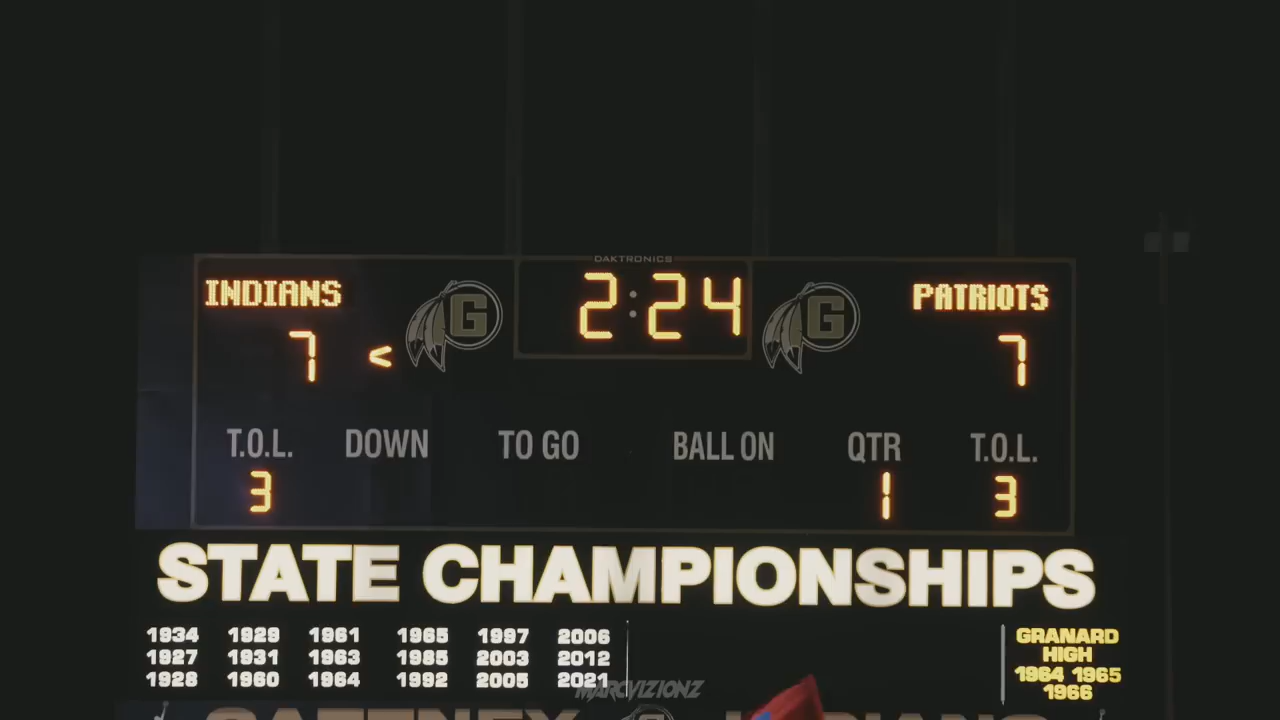 DAKTRONICS
INDIANS
G
2:24
G
PATRIOTS
7 <
7
T.O.L. DOWN TO GO BALL ON QTR T.O.L.
3 1 3
STATE CHAMPIONSHIPS
1934 1929 1961 1965 1997 2006
1927 1931 1963 1985 2003 2012
1928 1960 1964 1992 2005 2021
GRANARD
HIGH
1964 1965
1966
MARCVIZIONZ
GAFFNEY G INDIANS